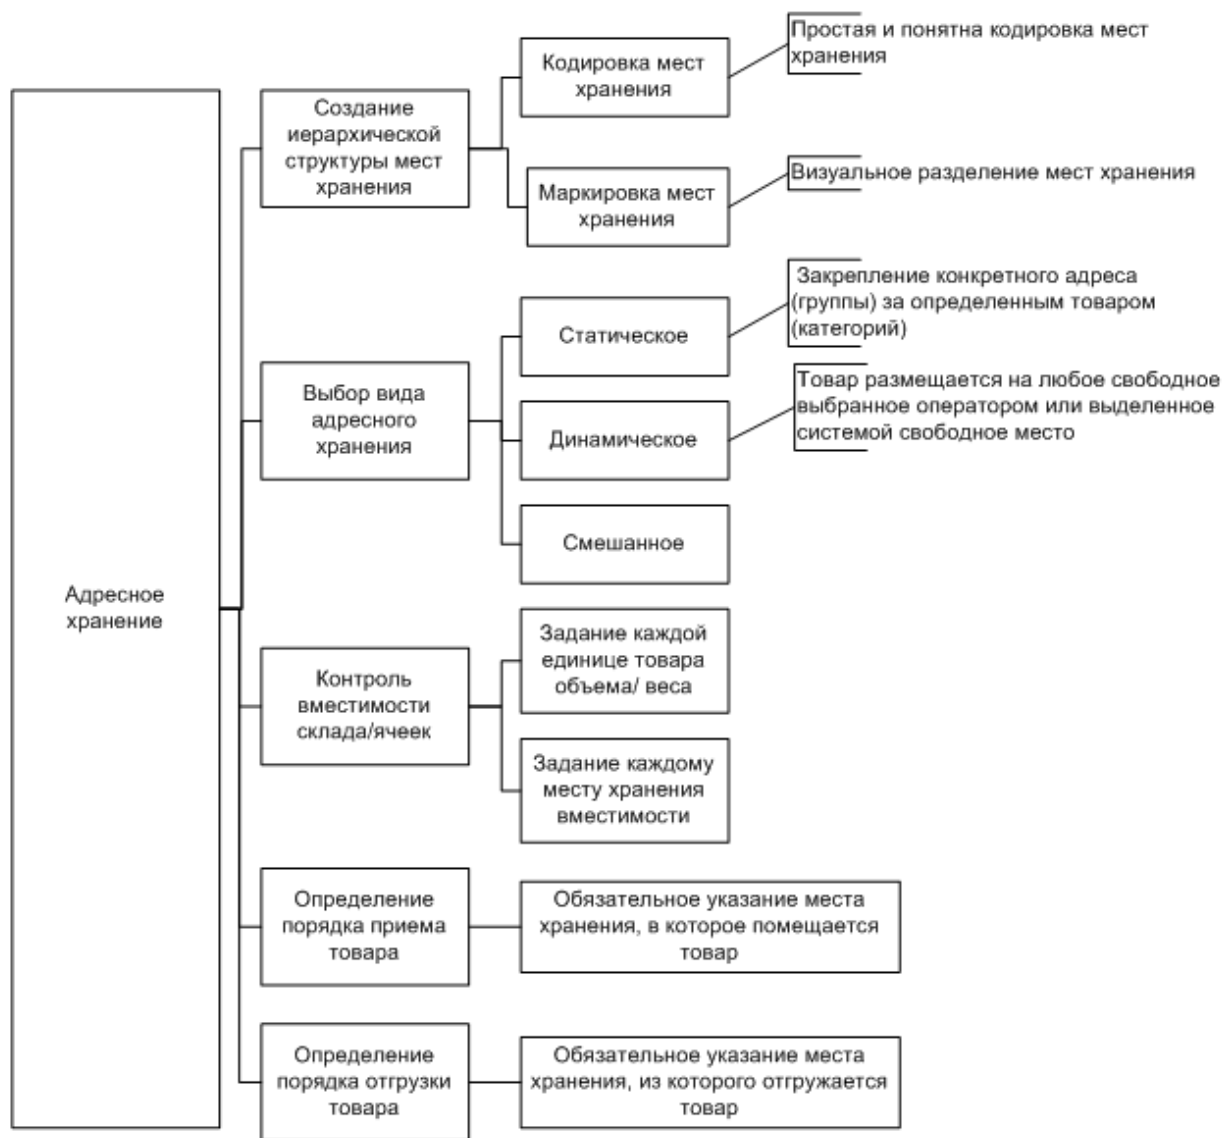 Адресное
хранение
Создание
иерархической
структуры мест
хранения
Кодировка мест
хранения
Простая и понятна кодировка мест
хранения
Маркировка мест
хранения
Визуальное разделение мест хранения
Выбор вида
адресного
хранения
Статическое
Закрепление конкретного адреса
(группы) за определенным товаром
(категорий)
Динамическое
Товар размещается на любое свободное
выбранное оператором или выделенное
системой свободное место
Смешанное
Контроль
вместимости
склада/ячеек
Задание каждой
единице товара
объема/ веса
Задание каждому
месту хранения
вместимости
Определение
порядка приема
товара
Обязательное указание места
хранения, в которое помещается
товар
Определение
порядка отгрузки
товара
Обязательное указание места
хранения, из которого отгружается
товар